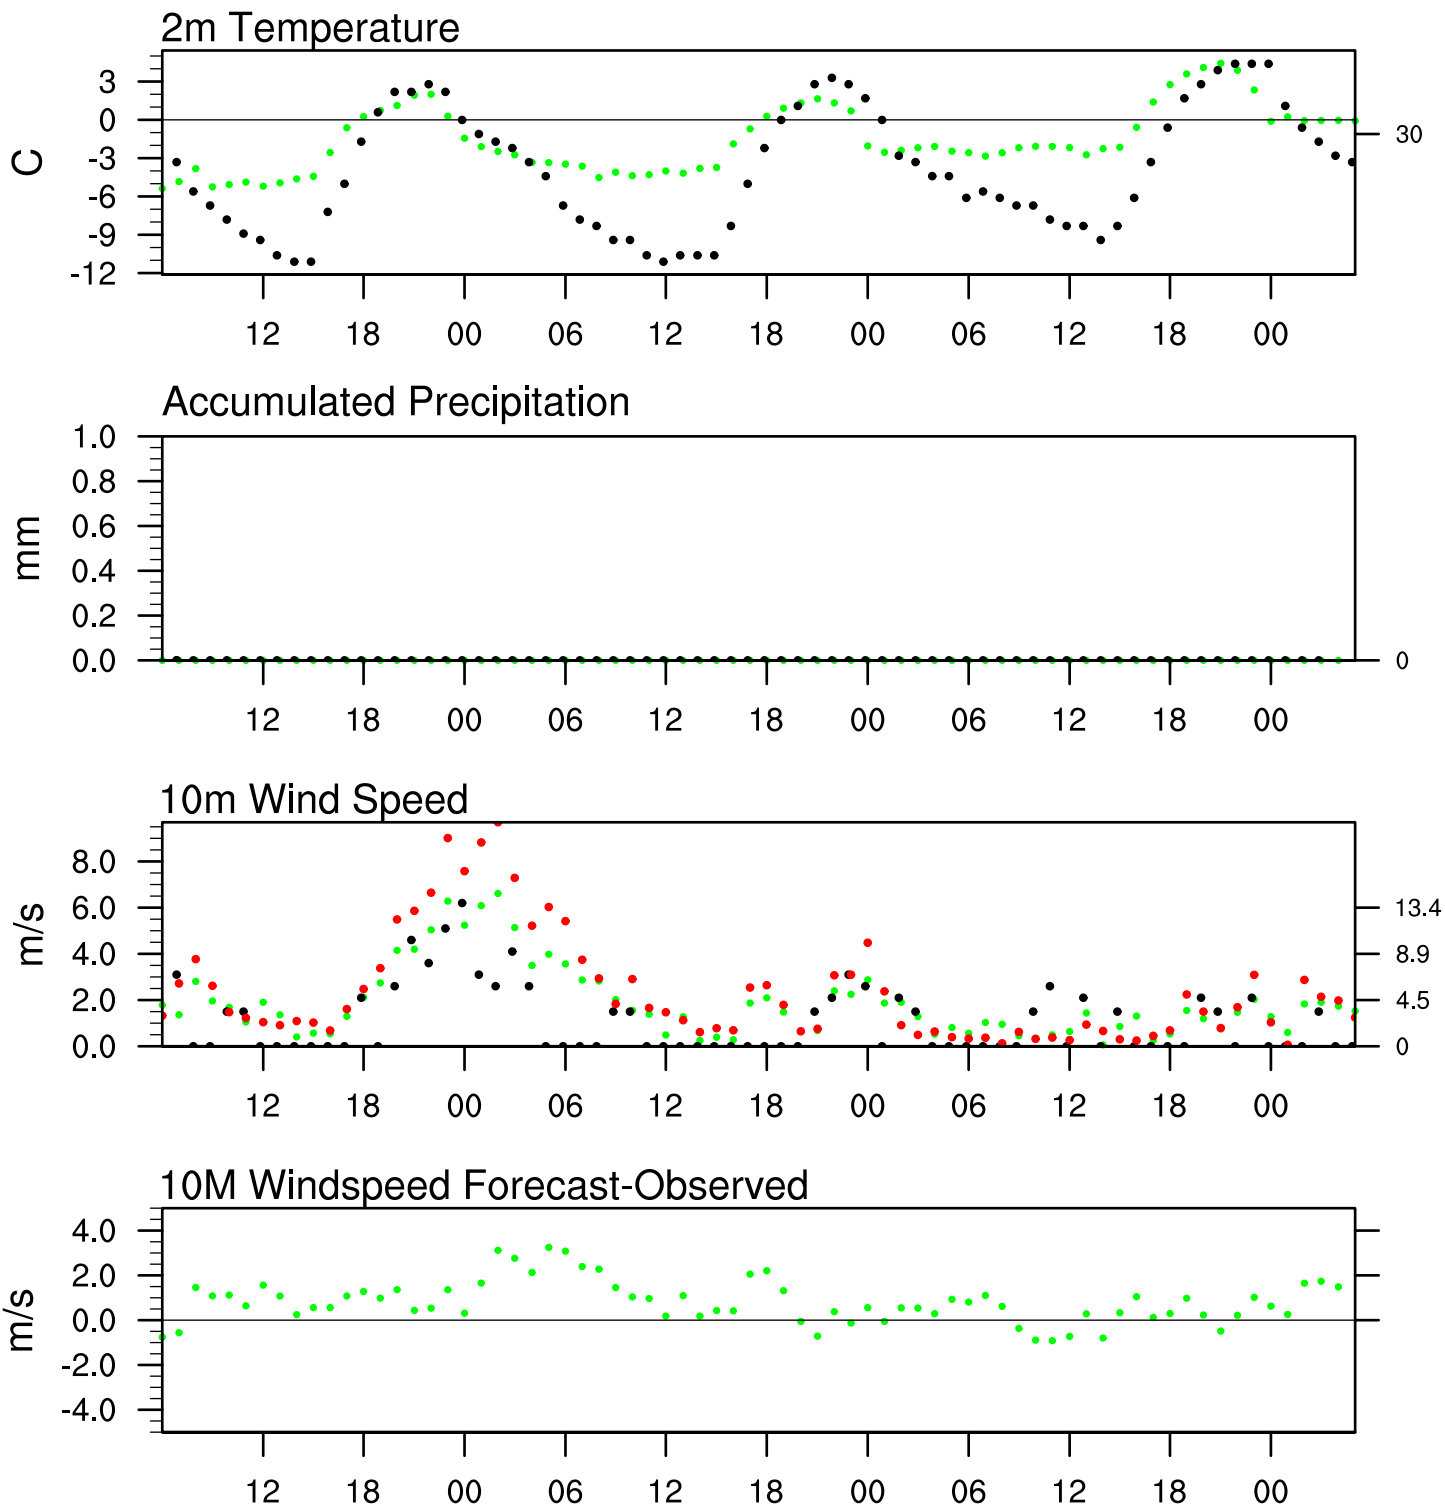 2m Temperature
C
3
0
-3
-6
-9
-12
30
12 18 00 06 12 18 00 06 12 18 00
Accumulated Precipitation
mm
1.0
0.8
0.6
0.4
0.2
0.0
0
12 18 00 06 12 18 00 06 12 18 00
10m Wind Speed
m/s
8.0
6.0
4.0
2.0
0.0
13.4
8.9
4.5
0
12 18 00 06 12 18 00 06 12 18 00
10M Windspeed Forecast-Observed
m/s
4.0
2.0
0.0
-2.0
-4.0
12 18 00 06 12 18 00 06 12 18 00